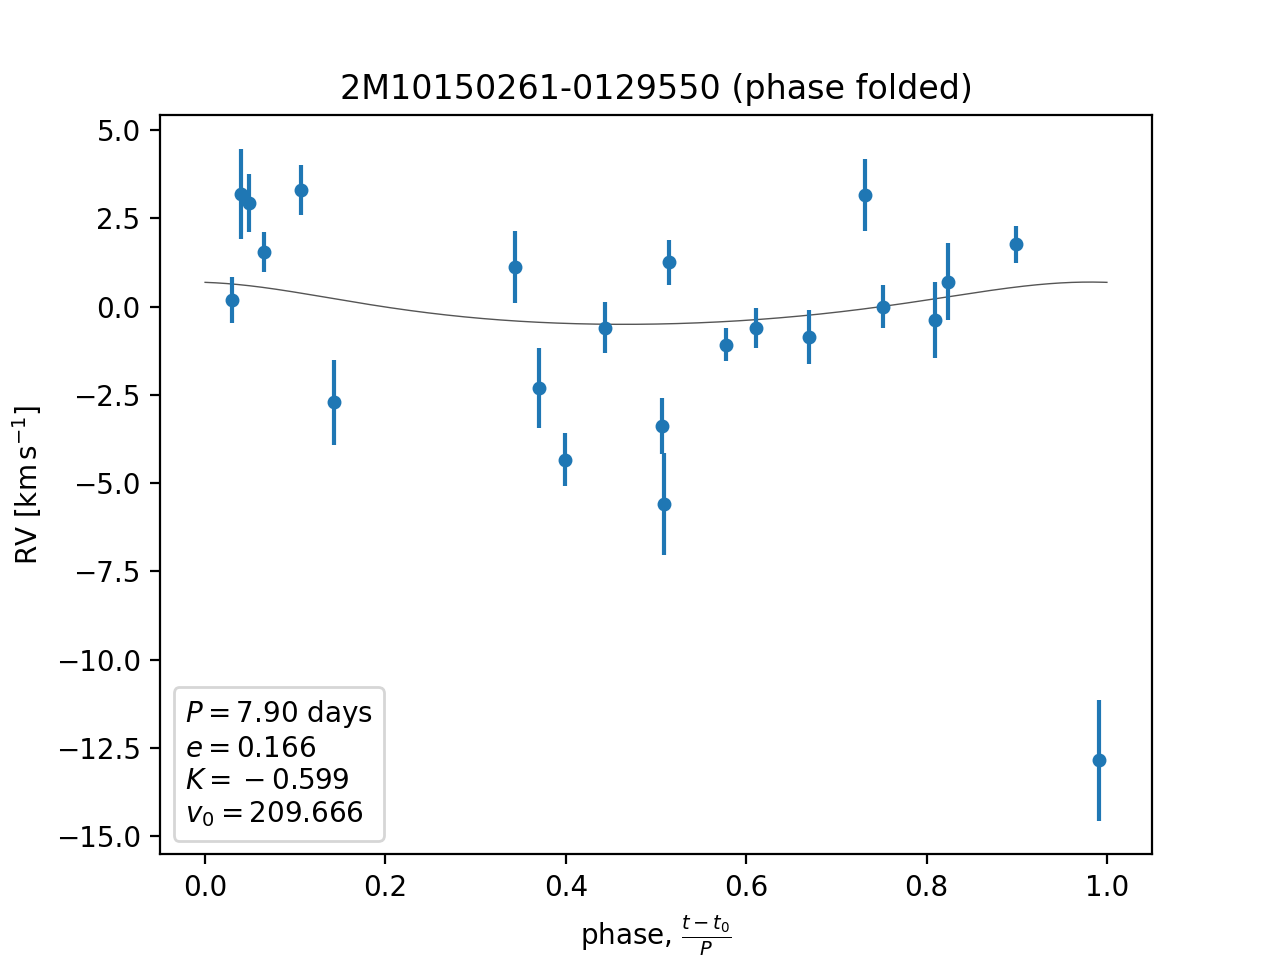 2M10150261-0129550 (phase folded)
5.0
2.5
0.0
−2.5
−5.0
−7.5
−10.0
−12.5
−15.0
RV [km s⁻¹]
P = 7.90 days
e = 0.166
K = −0.599
v₀ = 209.666
0.0 0.2 0.4 0.6 0.8 1.0
phase, (t − t₀)/P